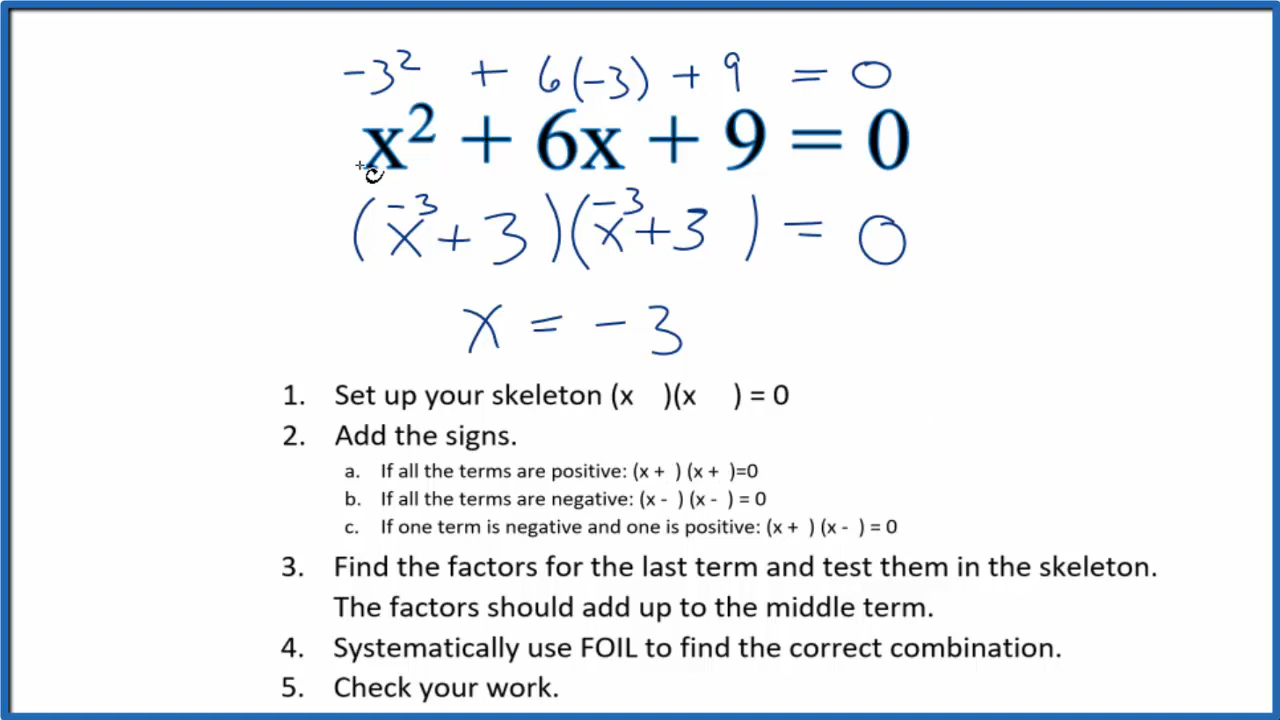 -3² + 6(-3) + 9 = 0
x² + 6x + 9 = 0
-3 -3
(x + 3)(x + 3) = 0
x = -3
1. Set up your skeleton (x )(x ) = 0
2. Add the signs.
a. If all the terms are positive: (x + ) (x + )=0
b. If all the terms are negative: (x - ) (x - ) = 0
c. If one term is negative and one is positive: (x + ) (x - ) = 0
3. Find the factors for the last term and test them in the skeleton.
The factors should add up to the middle term.
4. Systematically use FOIL to find the correct combination.
5. Check your work.